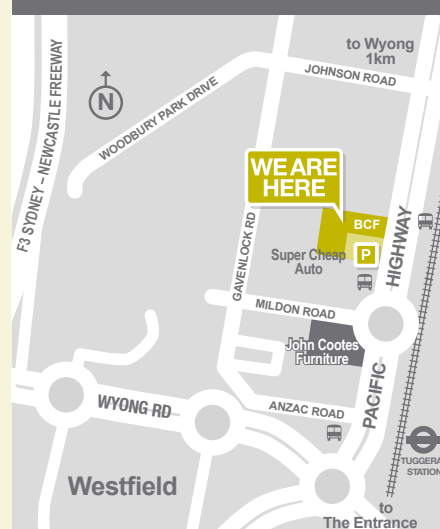 to Wyong
1km
JOHNSON ROAD
F3 SYDNEY – NEWCASTLE FREEWAY
N
WOODBURY PARK DRIVE
WE ARE
HERE
GAVENLOCK RD
BCF
P
Super Cheap
Auto
HIGHWAY
MILDON ROAD
John Cootes
Furniture
PACIFIC
WYONG RD
ANZAC ROAD
TUGGERA
STATION
Westfield
to
The Entrance